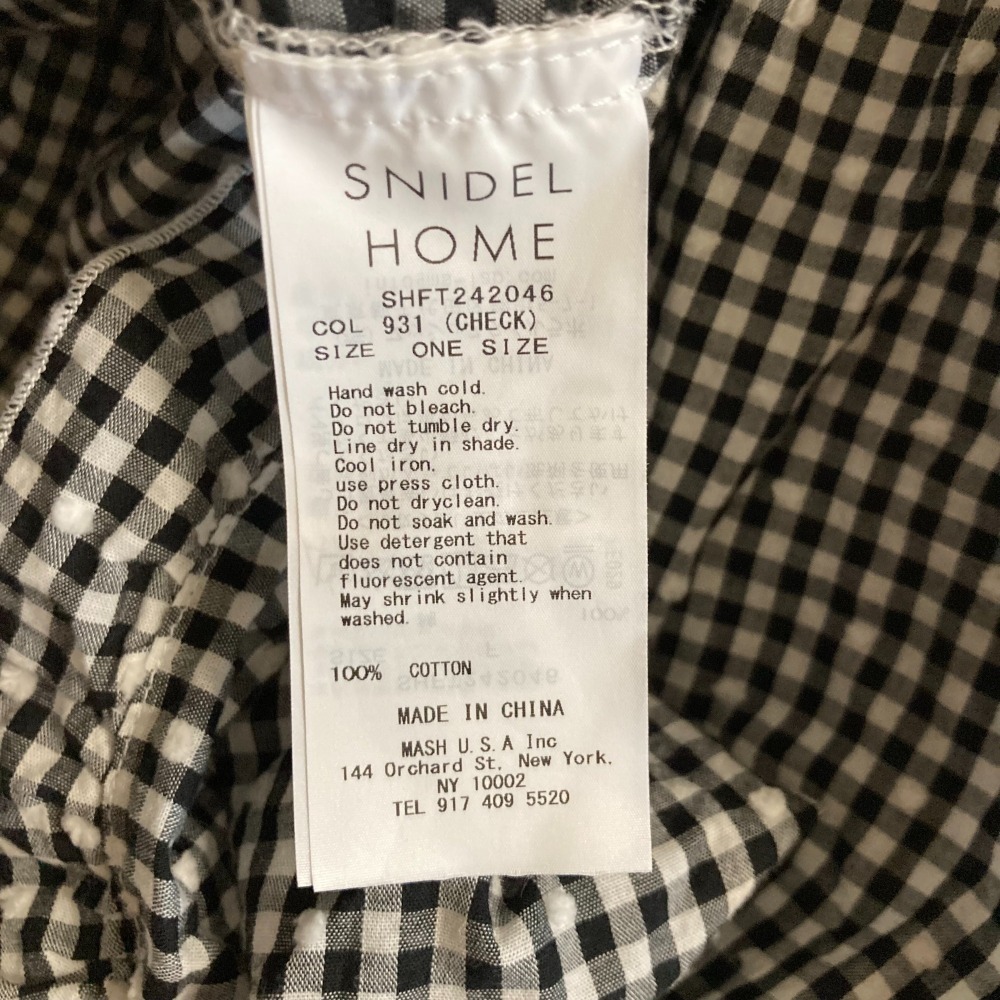 SNIDEL
HOME
SHFT242046
COL 931 (CHECK)
SIZE ONE SIZE
Hand wash cold.
Do not bleach.
Do not tumble dry.
Line dry in shade.
Cool iron.
use press cloth.
Do not dryclean.
Do not soak and wash.
Use detergent that
does not contain
fluorescent agent.
May shrink slightly when
washed.
100% COTTON
MADE IN CHINA
MASH U.S.A Inc
144 Orchard St, New York,
NY 10002
TEL 917 409 5520